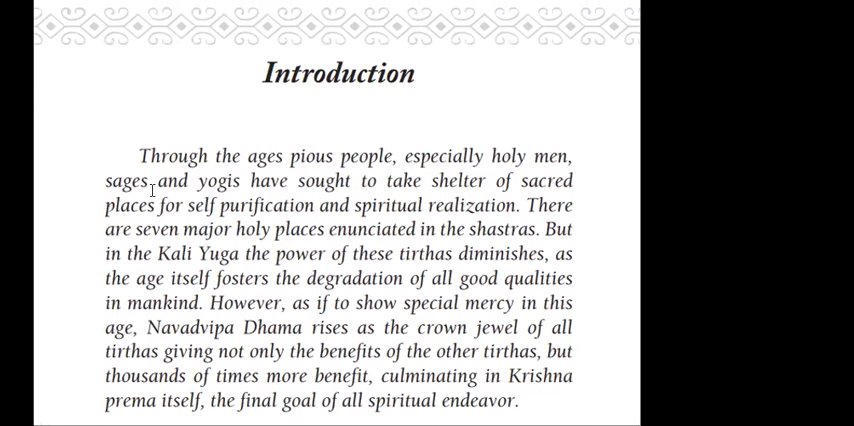 Introduction
Through the ages pious people, especially holy men,
sages and yogis have sought to take shelter of sacred
places for self purification and spiritual realization. There
are seven major holy places enunciated in the shastras. But
in the Kali Yuga the power of these tirthas diminishes, as
the age itself fosters the degradation of all good qualities
in mankind. However, as if to show special mercy in this
age, Navadvipa Dhama rises as the crown jewel of all
tirthas giving not only the benefits of the other tirthas, but
thousands of times more benefit, culminating in Krishna
prema itself, the final goal of all spiritual endeavor.